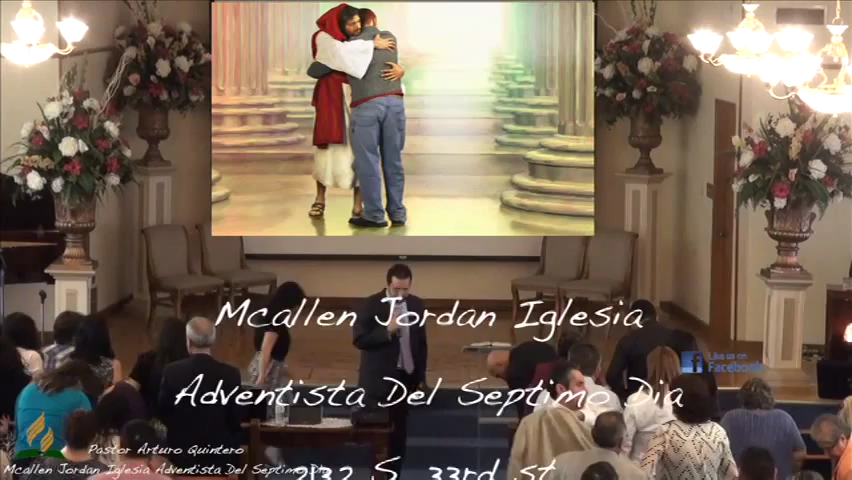 Mcallen Jordan Iglesia
Like us on
Facebook
Adventista Del Septimo Dia
Pastor Arturo Quintero
Mcallen Jordan Iglesia Adventista Del Septimo Dia
2132 S. 33rd st